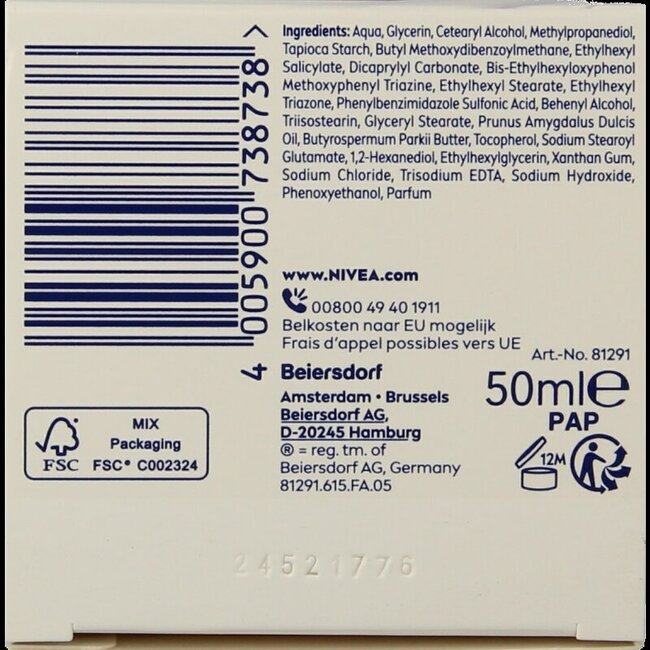 Ingredients: Aqua, Glycerin, Cetearyl Alcohol, Methylpropanediol,
Tapioca Starch, Butyl Methoxydibenzoylmethane, Ethylhexyl
Salicylate, Dicaprylyl Carbonate, Bis-Ethylhexyloxyphenol
Methoxyphenyl Triazine, Ethylhexyl Stearate, Ethylhexyl
Triazone, Phenylbenzimidazole Sulfonic Acid, Behenyl Alcohol,
Triisostearin, Glyceryl Stearate, Prunus Amygdalus Dulcis
Oil, Butyrospermum Parkii Butter, Tocopherol, Sodium Stearoyl
Glutamate, 1,2-Hexanediol, Ethylhexylglycerin, Xanthan Gum,
Sodium Chloride, Trisodium EDTA, Sodium Hydroxide,
Phenoxyethanol, Parfum
4 005900 738738 >
www.NIVEA.com
00800 49 40 1911
Belkosten naar EU mogelijk
Frais d'appel possibles vers UE
Art.-No. 81291
Beiersdorf
50ml℮
Amsterdam • Brussels
PAP
Beiersdorf AG,
D-20245 Hamburg
® = reg. tm. of
Beiersdorf AG, Germany
81291.615.FA.05
12M
MIX
Packaging
FSC
FSC® C002324
24521776